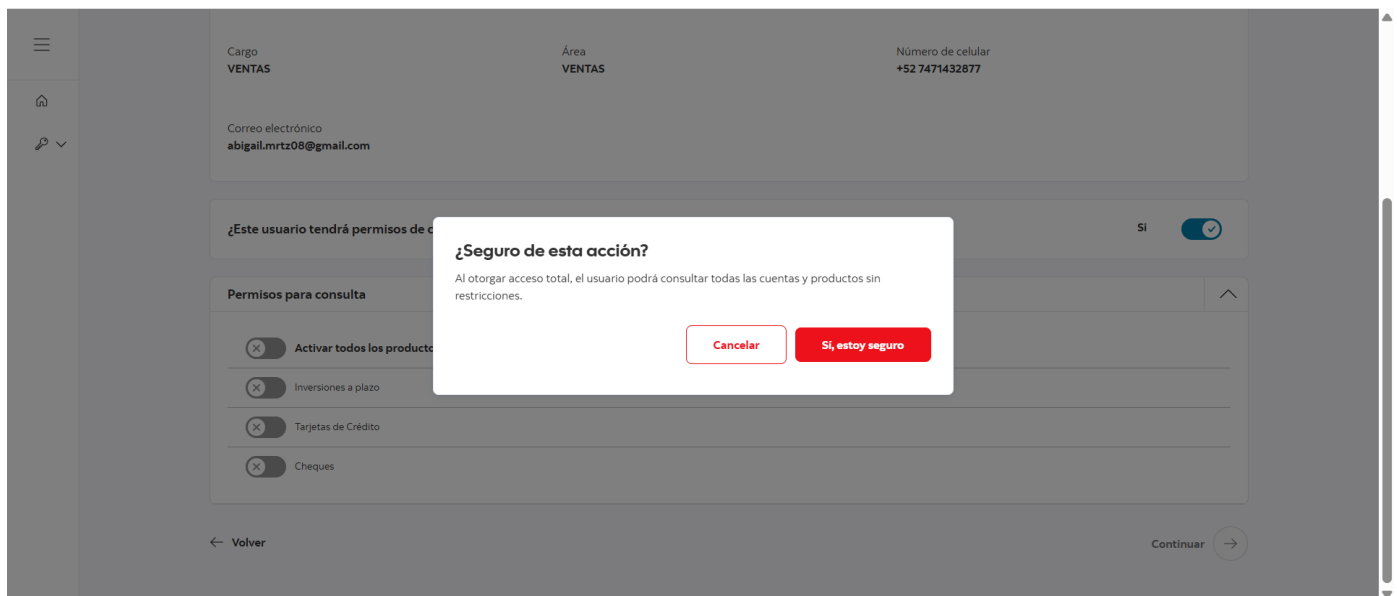 Cargo
VENTAS
Área
VENTAS
Número de celular
+52 7471432877
Correo electrónico
abigail.mrtz08@gmail.com
¿Este usuario tendrá permisos de
Si
¿Seguro de esta acción?
Al otorgar acceso total, el usuario podrá consultar todas las cuentas y productos sin
restricciones.
Cancelar
Sí, estoy seguro
Permisos para consulta
Activar todos los producto
Inversiones a plazo
Tarjetas de Crédito
Cheques
Volver
Continuar